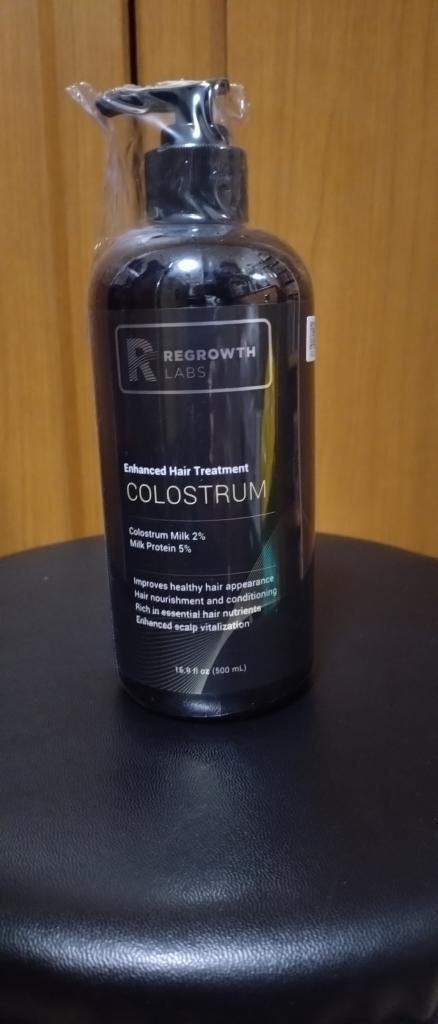 REGROWTH
LABS
Enhanced Hair Treatment
COLOSTRUM
Colostrum Milk 2%
Milk Protein 5%
Improves healthy hair appearance
Hair nourishment and conditioning
Rich in essential hair nutrients
Enhanced scalp vitalization
16.9 fl oz (500 mL)